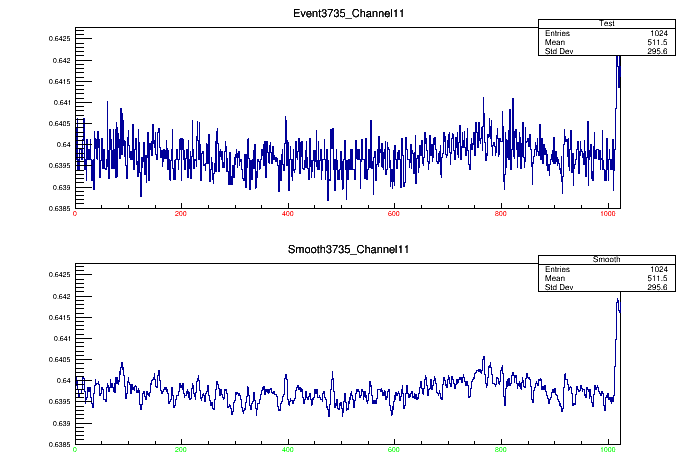 Event3735_Channel11
Test
Entries 1024
Mean 511.5
Std Dev 295.6
0.6425
0.642
0.6415
0.641
0.6405
0.64
0.6395
0.639
0.6385
0 200 400 600 800 1000
Smooth3735_Channel11
Smooth
Entries 1024
Mean 511.5
Std Dev 295.6
0.6425
0.642
0.6415
0.641
0.6405
0.64
0.6395
0.639
0.6385
0 200 400 600 800 1000